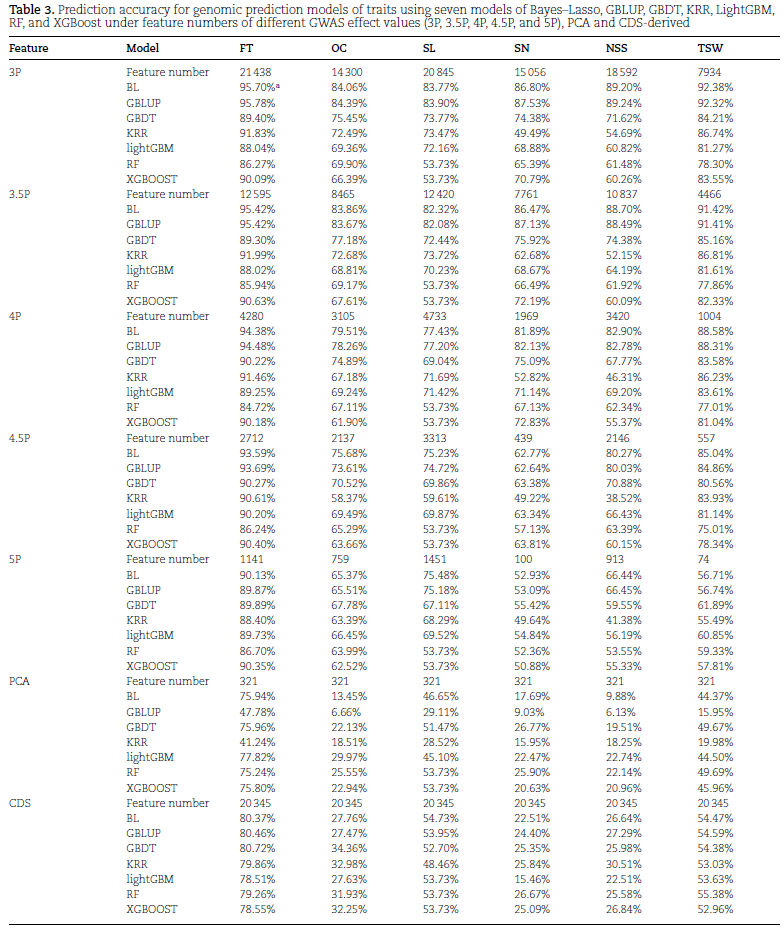 Table 3. Prediction accuracy for genomic prediction models of traits using seven models of Bayes–Lasso, GBLUP, GBDT, KRR, LightGBM,
RF, and XGBoost under feature numbers of different GWAS effect values (3P, 3.5P, 4P, 4.5P, and 5P), PCA and CDS-derived
Feature Model FT OC SL SN NSS TSW
3P Feature number 21 438 14 300 20 845 15 056 18 592 7934
BL 95.70%a 84.06% 83.77% 86.80% 89.20% 92.38%
GBLUP 95.78% 84.39% 83.90% 87.53% 89.24% 92.32%
GBDT 89.40% 75.45% 73.77% 74.38% 71.62% 84.21%
KRR 91.83% 72.49% 73.47% 49.49% 54.69% 86.74%
lightGBM 88.04% 69.36% 72.16% 68.88% 60.82% 81.27%
RF 86.27% 69.90% 53.73% 65.39% 61.48% 78.30%
XGBOOST 90.09% 66.39% 53.73% 70.79% 60.26% 83.55%
3.5P Feature number 12 595 8465 12 420 7761 10 837 4466
BL 95.42% 83.86% 82.32% 86.47% 88.70% 91.42%
GBLUP 95.42% 83.67% 82.08% 87.13% 88.49% 91.41%
GBDT 89.30% 77.18% 72.44% 75.92% 74.38% 85.16%
KRR 91.99% 72.68% 73.72% 62.68% 52.15% 86.81%
lightGBM 88.02% 68.81% 70.23% 68.67% 64.19% 81.61%
RF 85.94% 69.17% 53.73% 66.49% 61.92% 77.86%
XGBOOST 90.63% 67.61% 53.73% 72.19% 60.09% 82.33%
4P Feature number 4280 3105 4733 1969 3420 1004
BL 94.38% 79.51% 77.43% 81.89% 82.90% 88.58%
GBLUP 94.48% 78.26% 77.20% 82.13% 82.78% 88.31%
GBDT 90.22% 74.89% 69.04% 75.09% 67.77% 83.58%
KRR 91.46% 67.18% 71.69% 52.82% 46.31% 86.23%
lightGBM 89.25% 69.24% 71.42% 71.14% 69.20% 83.61%
RF 84.72% 67.11% 53.73% 67.13% 62.34% 77.01%
XGBOOST 90.18% 61.90% 53.73% 72.83% 55.37% 81.04%
4.5P Feature number 2712 2137 3313 439 2146 557
BL 93.59% 75.68% 75.23% 62.77% 80.27% 85.04%
GBLUP 93.69% 73.61% 74.72% 62.64% 80.03% 84.86%
GBDT 90.27% 70.52% 69.86% 63.38% 70.88% 80.56%
KRR 90.61% 58.37% 59.61% 49.22% 38.52% 83.93%
lightGBM 90.20% 69.49% 69.87% 63.34% 66.43% 81.14%
RF 86.24% 65.29% 53.73% 57.13% 63.39% 75.01%
XGBOOST 90.40% 63.66% 53.73% 63.81% 60.15% 78.34%
5P Feature number 1141 759 1451 100 913 74
BL 90.13% 65.37% 75.48% 52.93% 66.44% 56.71%
GBLUP 89.87% 65.51% 75.18% 53.09% 66.45% 56.74%
GBDT 89.89% 67.78% 67.11% 55.42% 59.55% 61.89%
KRR 88.40% 63.39% 68.29% 49.64% 41.38% 55.49%
lightGBM 89.73% 66.45% 69.52% 54.84% 56.19% 60.85%
RF 86.70% 63.99% 53.73% 52.36% 53.55% 59.33%
XGBOOST 90.35% 62.52% 53.73% 50.88% 55.33% 57.81%
PCA Feature number 321 321 321 321 321 321
BL 75.94% 13.45% 46.65% 17.69% 9.88% 44.37%
GBLUP 47.78% 6.66% 29.11% 9.03% 6.13% 15.95%
GBDT 75.96% 22.13% 51.47% 26.77% 19.51% 49.67%
KRR 41.24% 18.51% 28.52% 15.95% 18.25% 19.98%
lightGBM 77.82% 29.97% 45.10% 22.47% 22.74% 44.50%
RF 75.24% 25.55% 53.73% 25.90% 22.14% 49.69%
XGBOOST 75.80% 22.94% 53.73% 20.63% 20.96% 45.96%
CDS Feature number 20 345 20 345 20 345 20 345 20 345 20 345
BL 80.37% 27.76% 54.73% 22.51% 26.64% 54.47%
GBLUP 80.46% 27.47% 53.95% 24.40% 27.29% 54.59%
GBDT 80.72% 34.36% 52.70% 25.35% 25.98% 54.38%
KRR 79.86% 32.98% 48.46% 25.84% 30.51% 53.03%
lightGBM 78.51% 27.63% 53.73% 15.46% 22.51% 53.63%
RF 79.26% 31.93% 53.73% 26.67% 25.58% 55.38%
XGBOOST 78.55% 32.25% 53.73% 25.09% 26.84% 52.96%